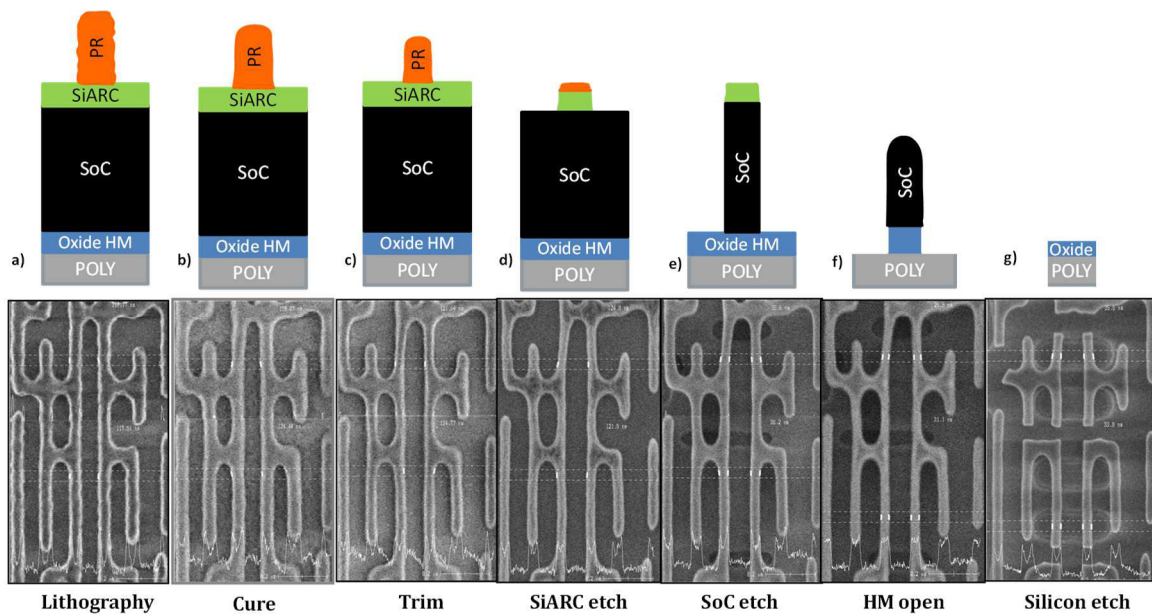 PR
SiARC
SoC
Oxide HM
POLY
a)
PR
SiARC
SoC
Oxide HM
POLY
b)
PR
SiARC
SoC
Oxide HM
POLY
c)
SoC
Oxide HM
POLY
d)
SoC
Oxide HM
POLY
e)
SoC
POLY
f)
Oxide
POLY
g)
Lithography
Cure
Trim
SiARC etch
SoC etch
HM open
Silicon etch